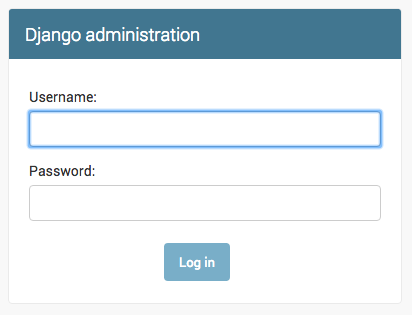 Django administration
Username:
Password:
Log in